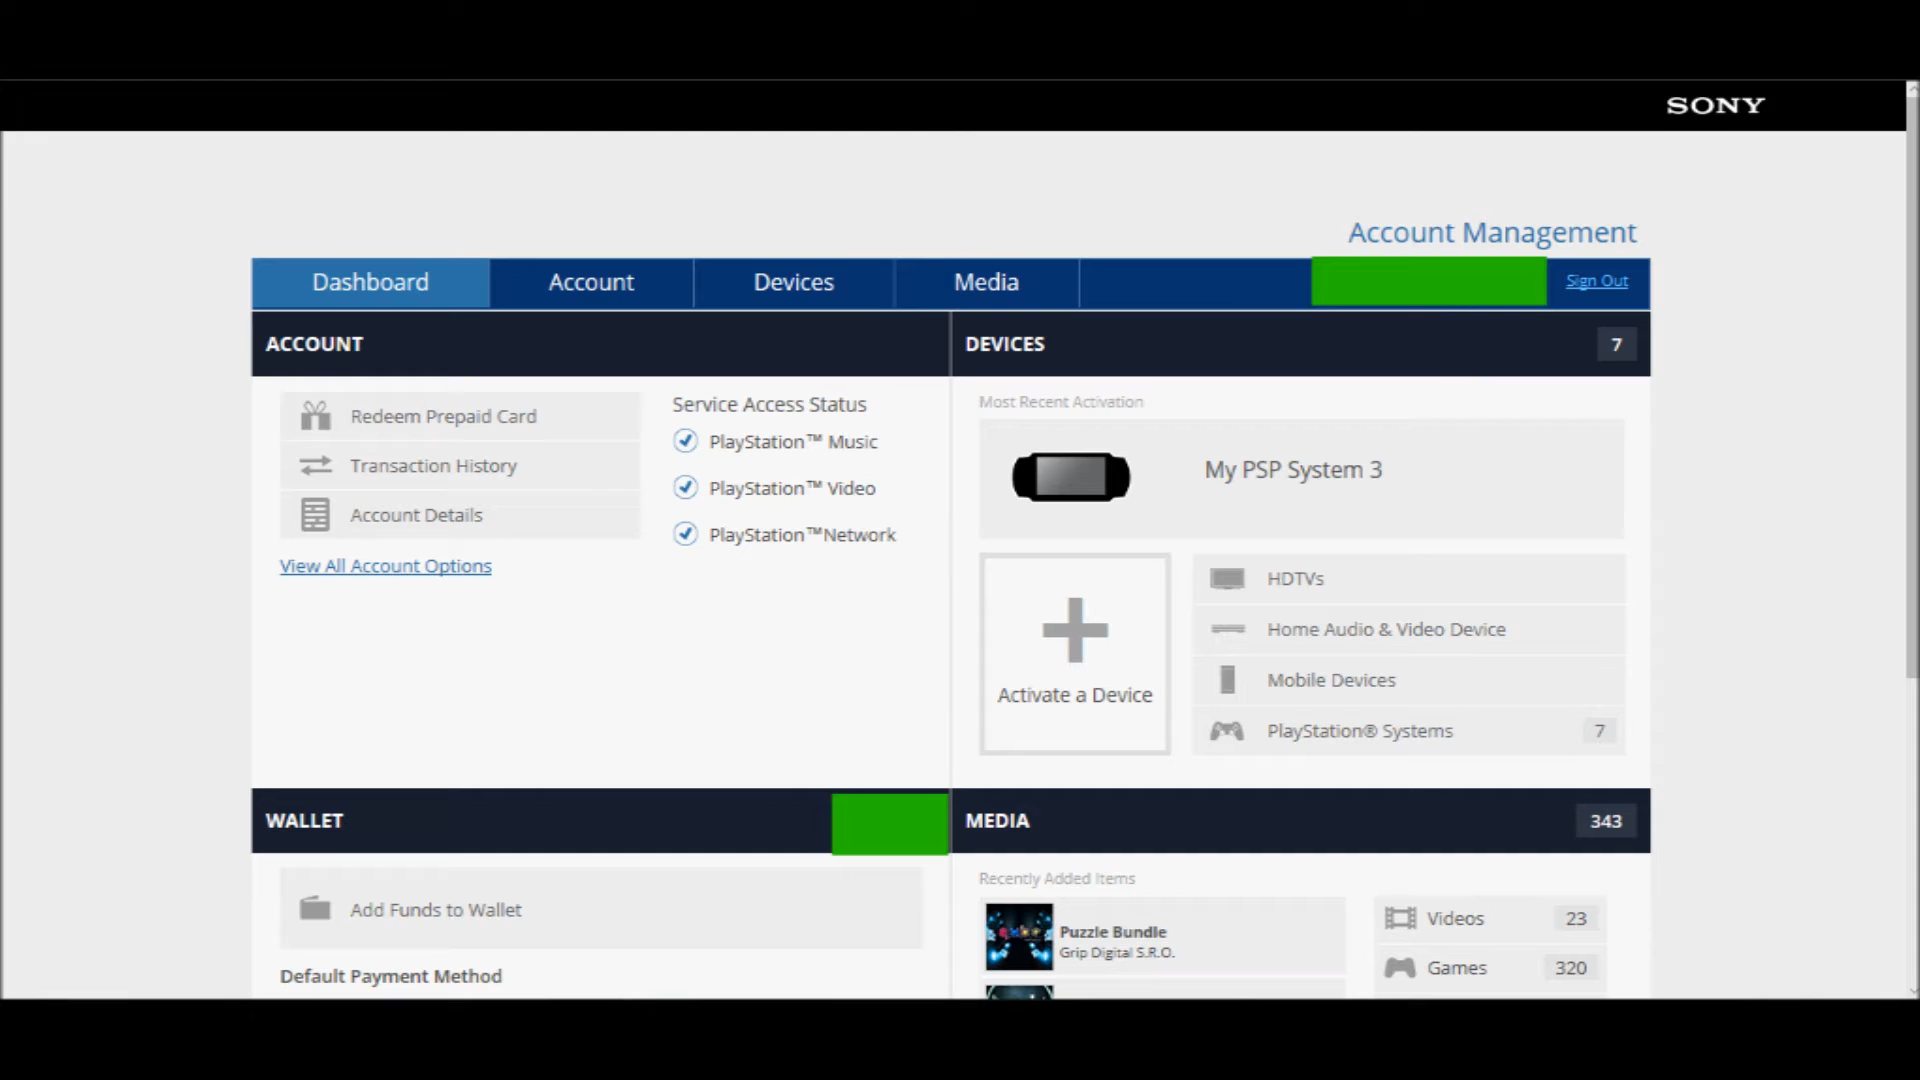 SONY
Account Management
Dashboard
Account
Devices
Media
Sign Out
ACCOUNT
Redeem Prepaid Card
Transaction History
Account Details
View All Account Options
Service Access Status
PlayStation™ Music
PlayStation™ Video
PlayStation™Network
DEVICES
7
Most Recent Activation
My PSP System 3
Activate a Device
HDTVs
Home Audio & Video Device
Mobile Devices
PlayStation® Systems
7
WALLET
Add Funds to Wallet
Default Payment Method
MEDIA
343
Recently Added Items
Puzzle Bundle
Grip Digital S.R.O.
Videos
23
Games
320